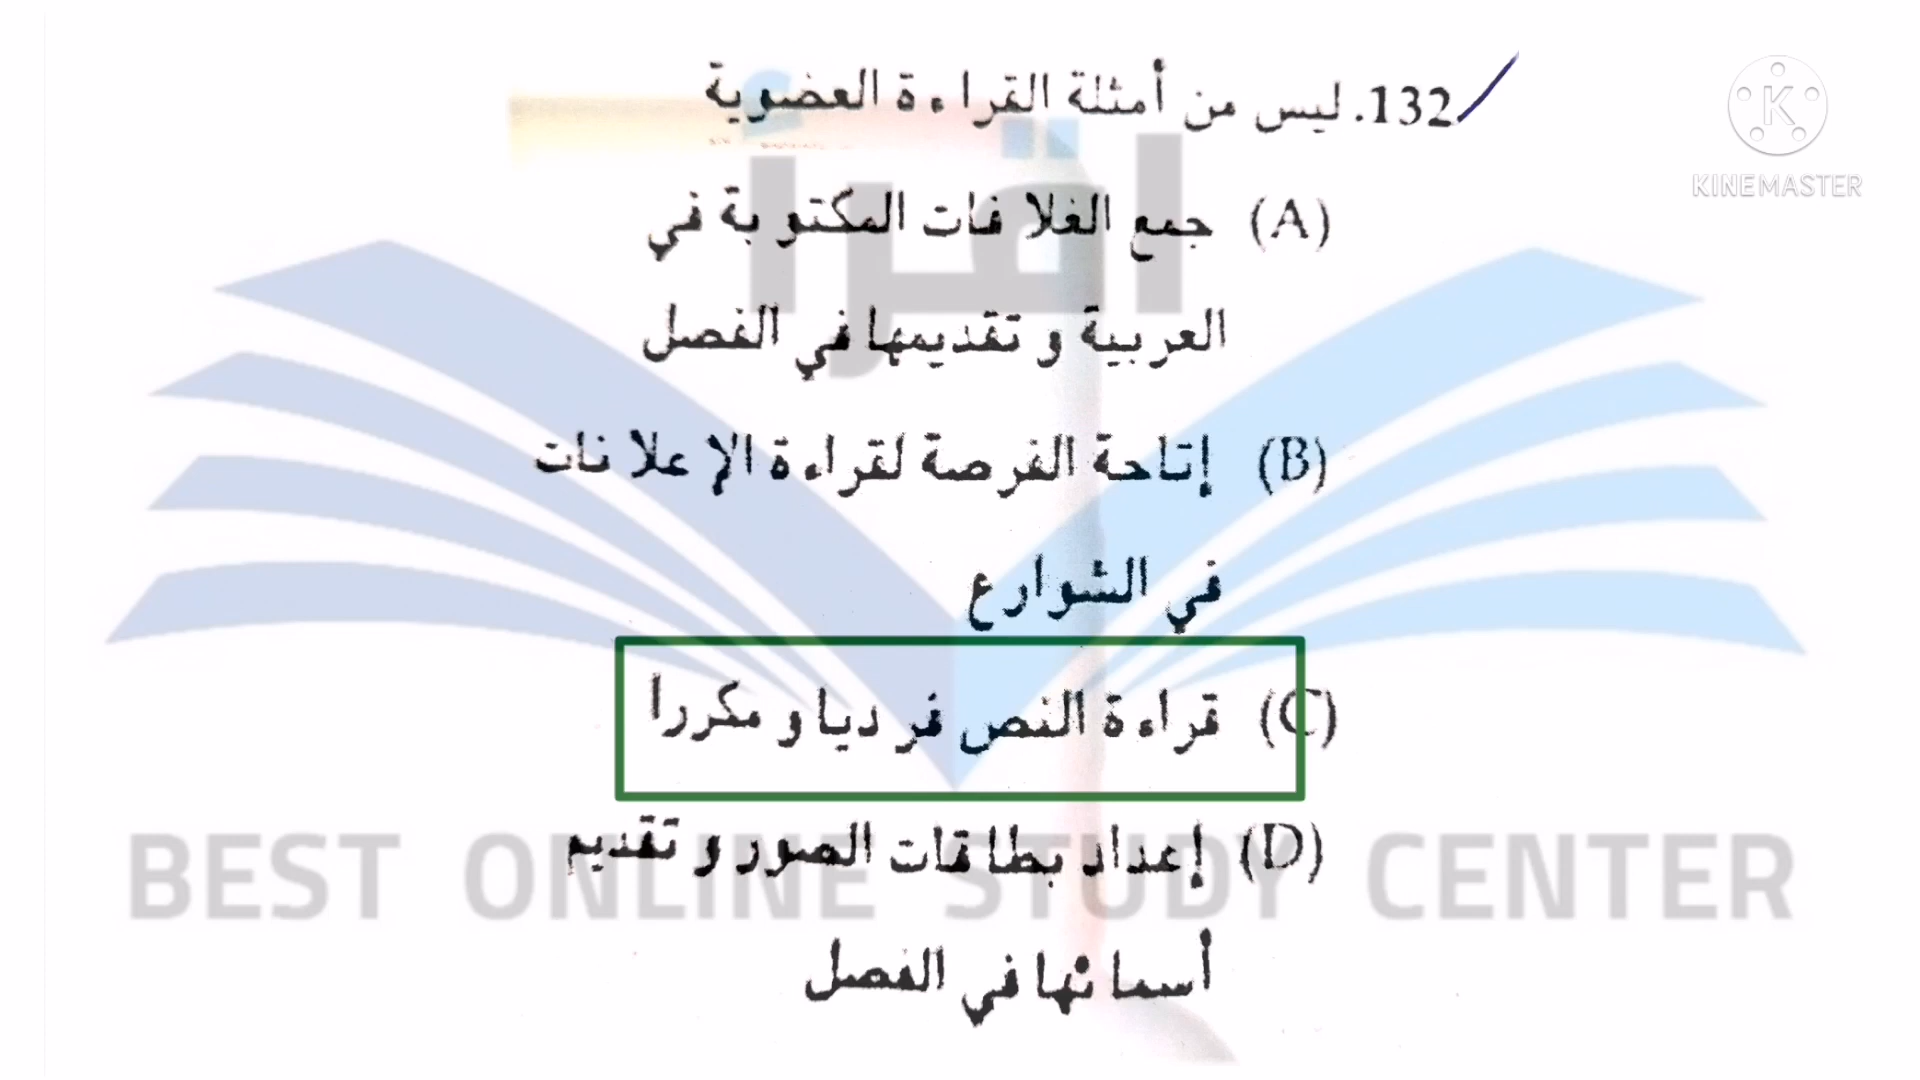 132. ليس من أمثلة القراءة العضوية
(A) جمع الغلافات المكتوبة في
العربية و تقديمها في الفصل
(B) إتاحة الفرصة لقراءة الإعلانات
في الشوارع
(C) قراءة النص فرديا و مكررا
(D) إعداد بطاقات الصور و تقديم
أسمائها في الفصل
اقرأ
BEST ONLINE STUDY CENTER
K
KINEMASTER